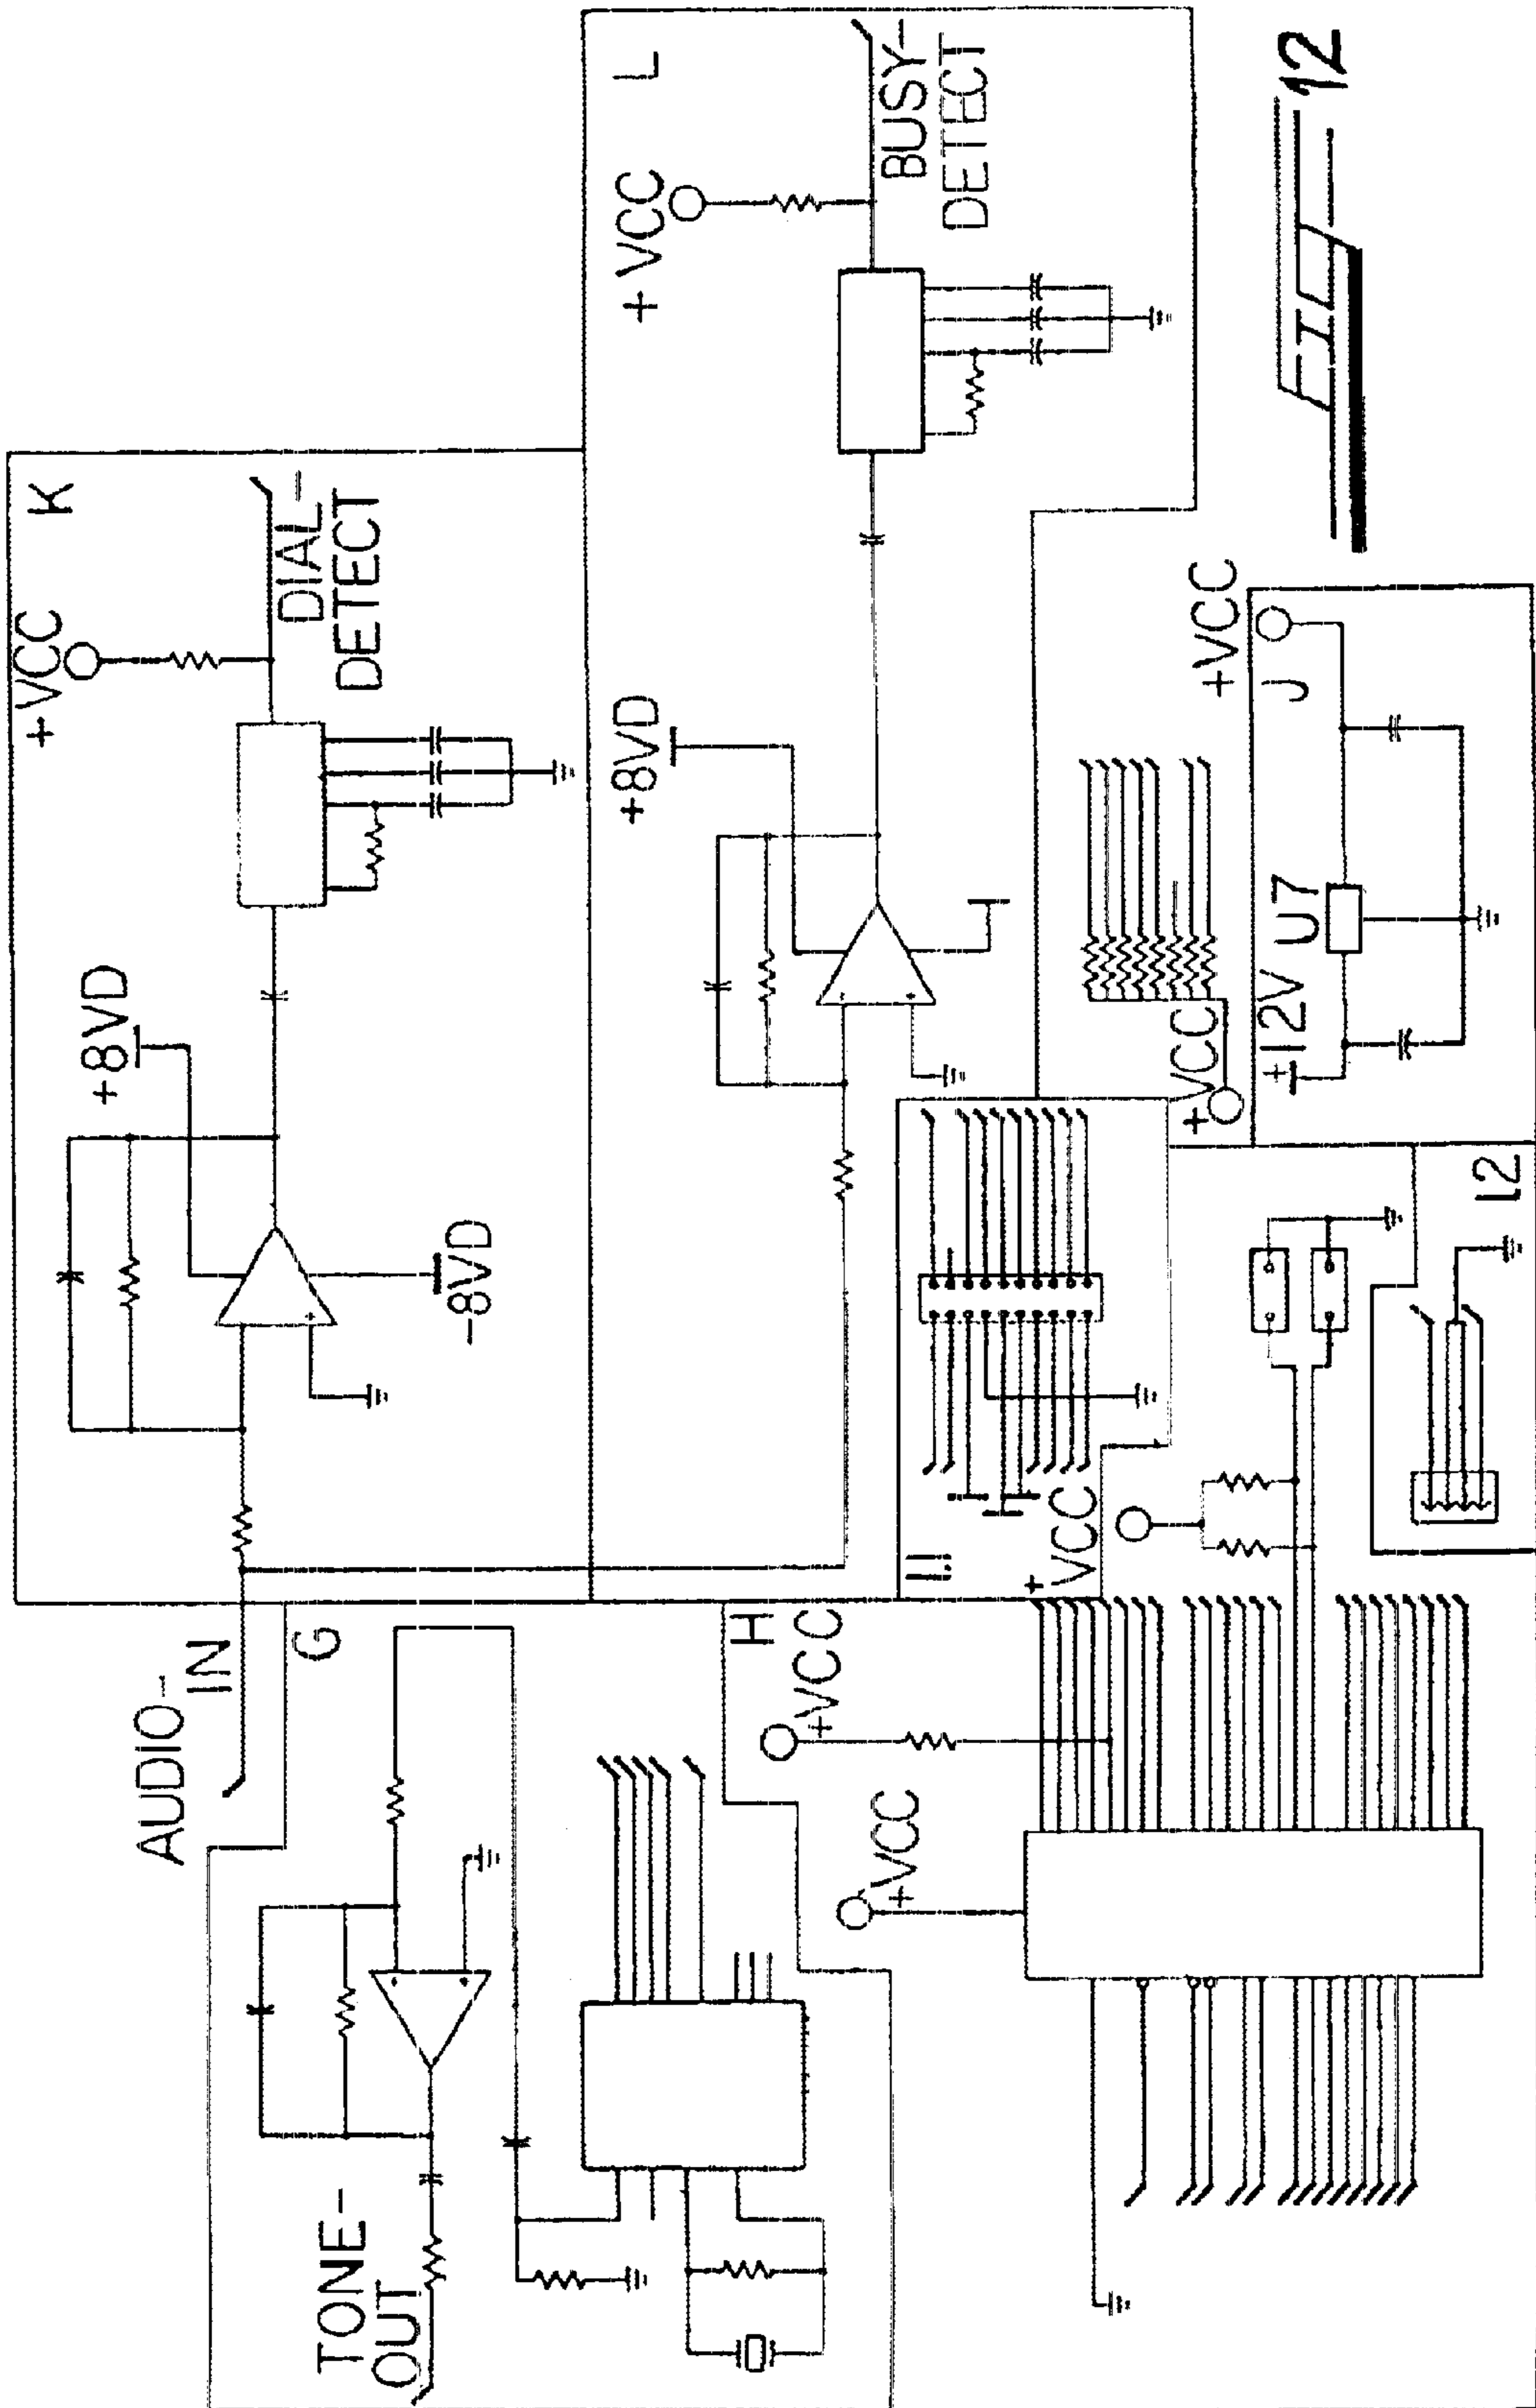 K
+VCC
DIAL-
DETECT
+8VD
-8VD
L
+VCC
BUSY-
DETECT
+8VD
AUDIO-
IN
G
TONE-
OUT
H
+VCC
+VCC
I1
+
VCC
+VCC
I2
J
+VCC
+12V
U7
FIG 12